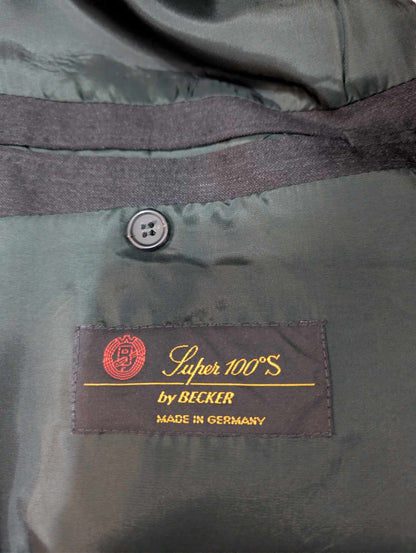 Super 100°S
by BECKER
MADE IN GERMANY